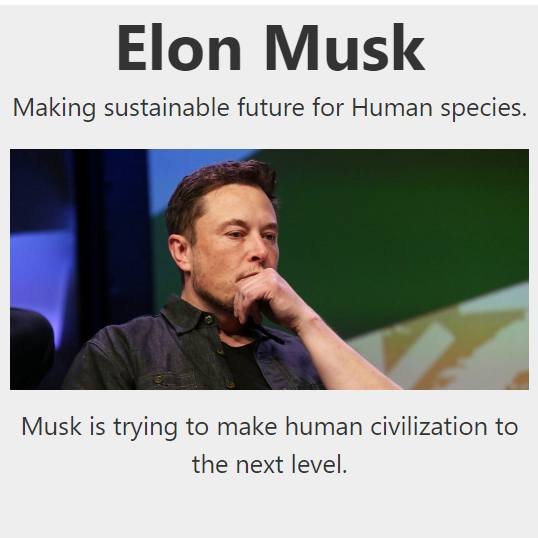 Elon Musk
Making sustainable future for Human species.
Musk is trying to make human civilization to
the next level.